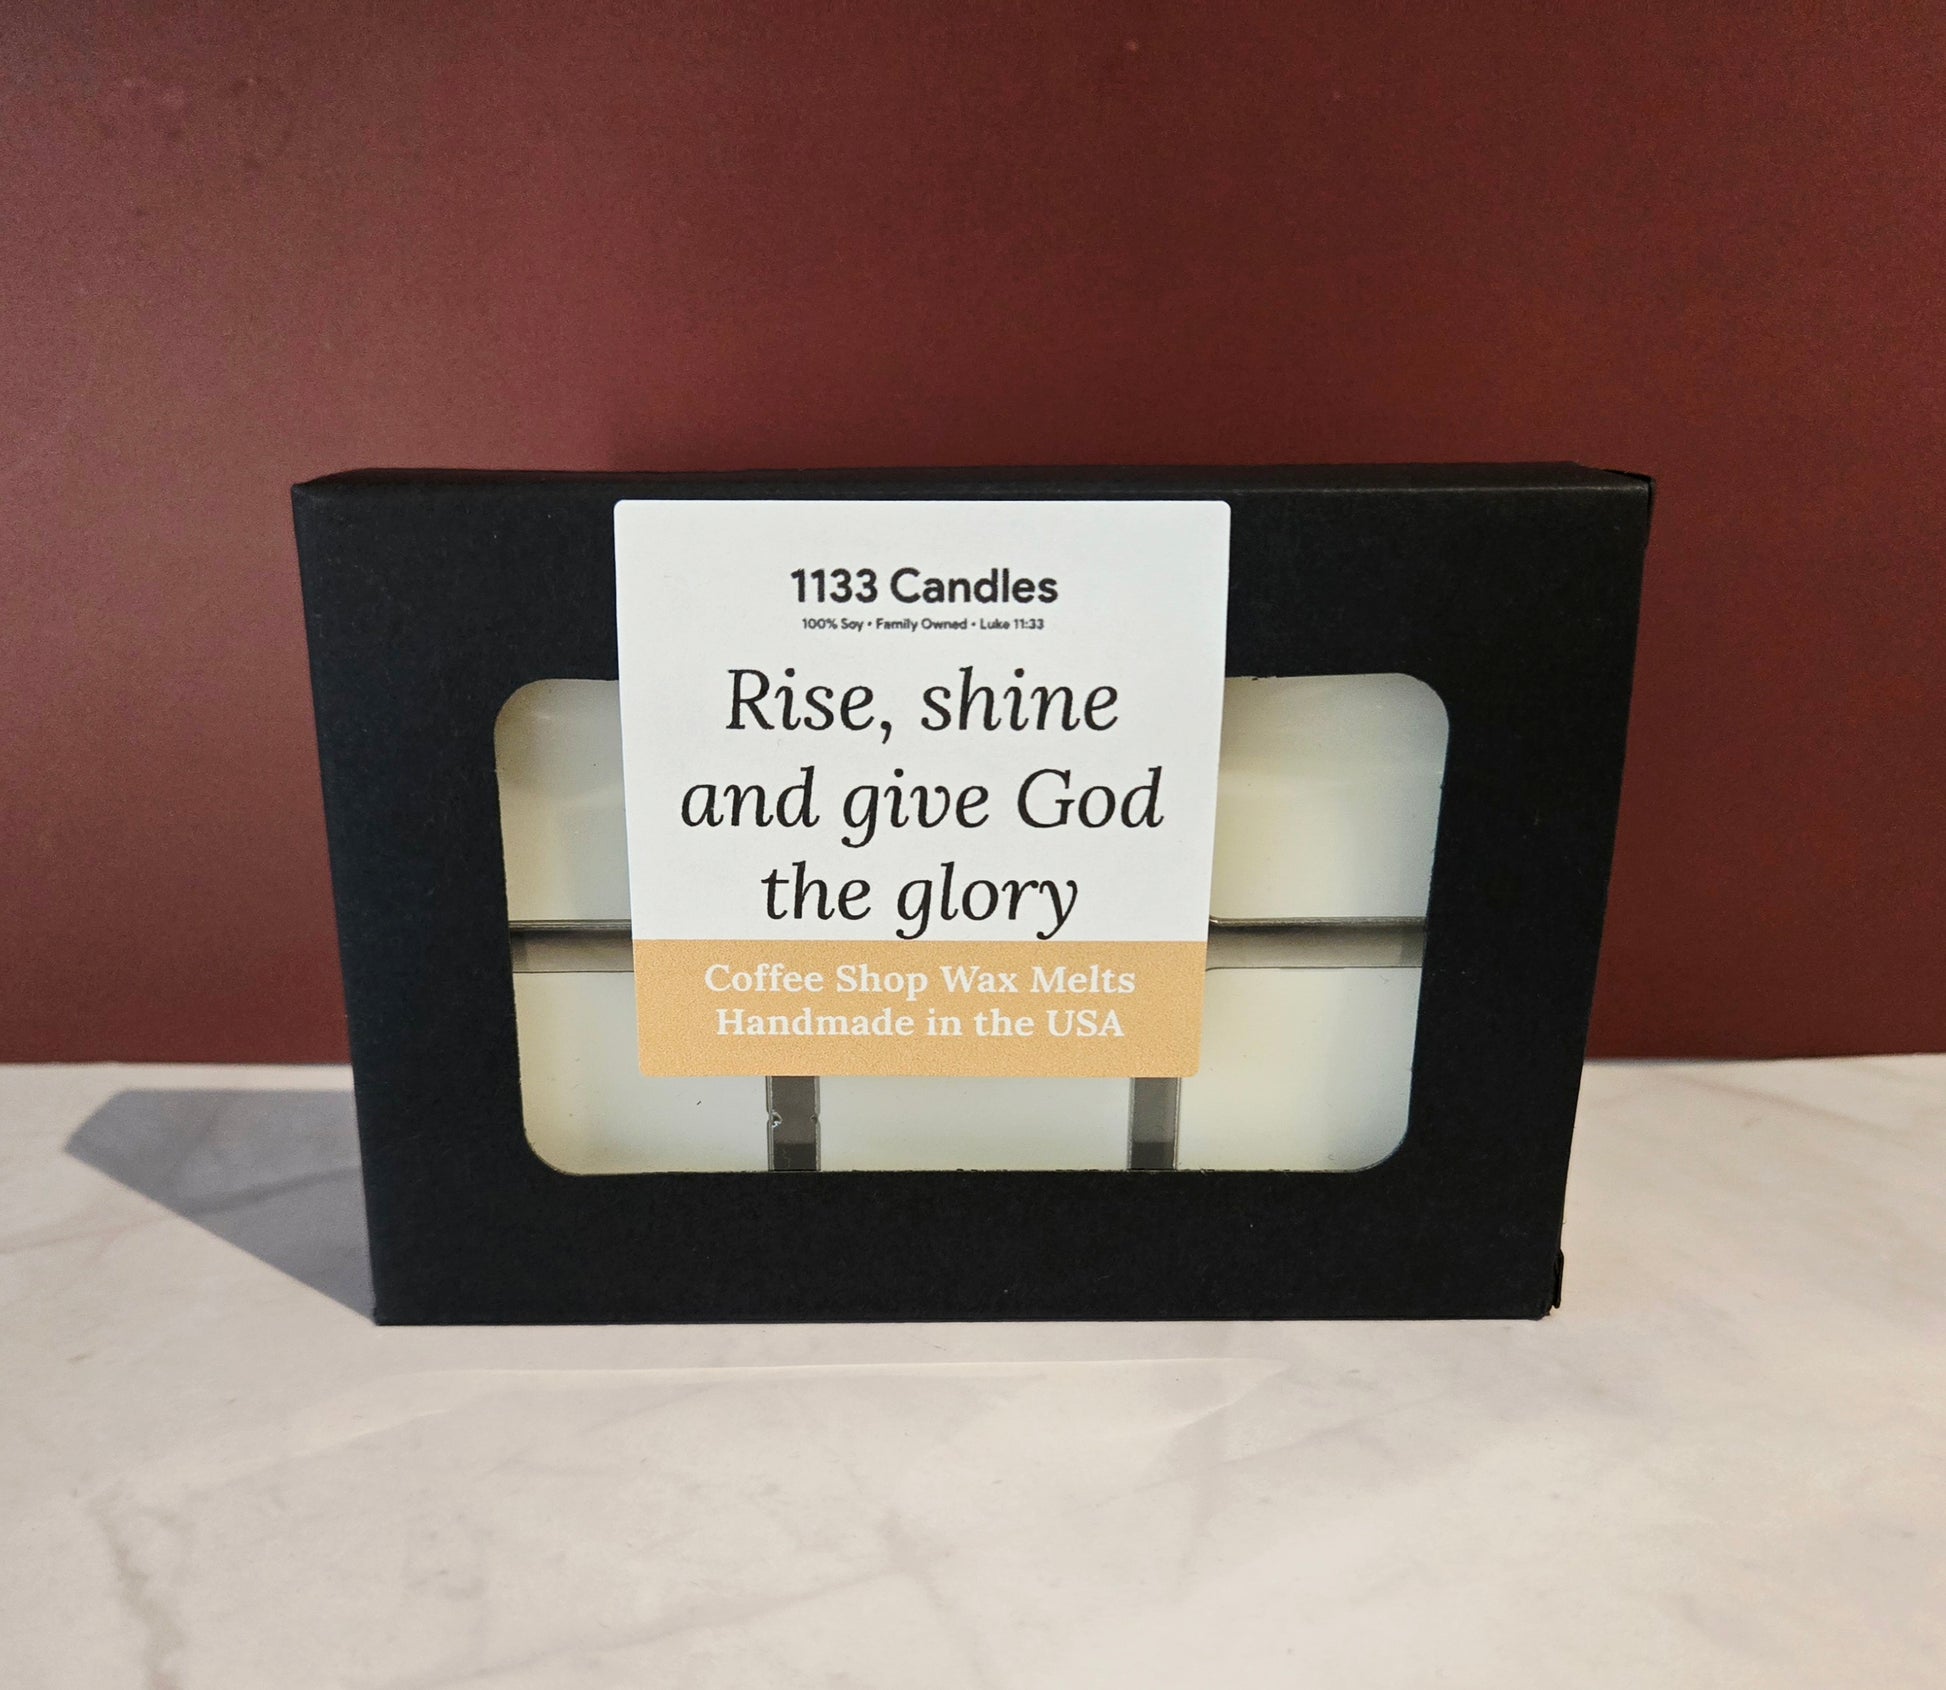 1133 Candles
100% Soy • Family Owned • Luke 11:33
Rise, shine
and give God
the glory
Coffee Shop Wax Melts
Handmade in the USA